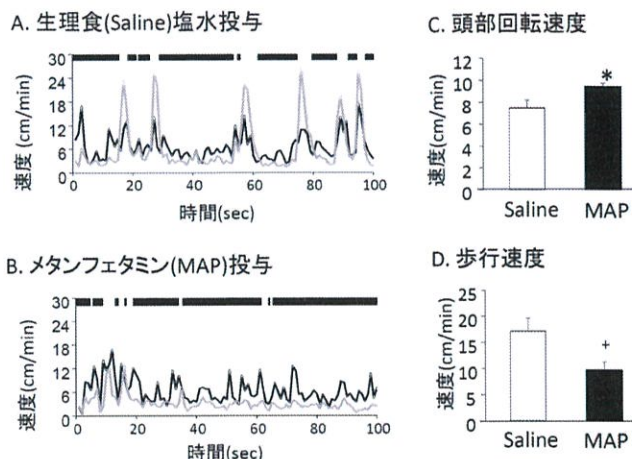 A. 生理食(Saline)塩水投与
30
24
18
12
6
0
速度 (cm/min)
0 20 40 60 80 100
時間(sec)
B. メタンフェタミン(MAP)投与
30
24
18
12
6
0
速度(cm/min)
0 20 40 60 80 100
時間(sec)
C. 頭部回転速度
12
10
8
6
4
2
0
速度(cm/min)
*
Saline MAP
D. 歩行速度
25
20
15
10
5
0
速度(cm/min)
+
Saline MAP